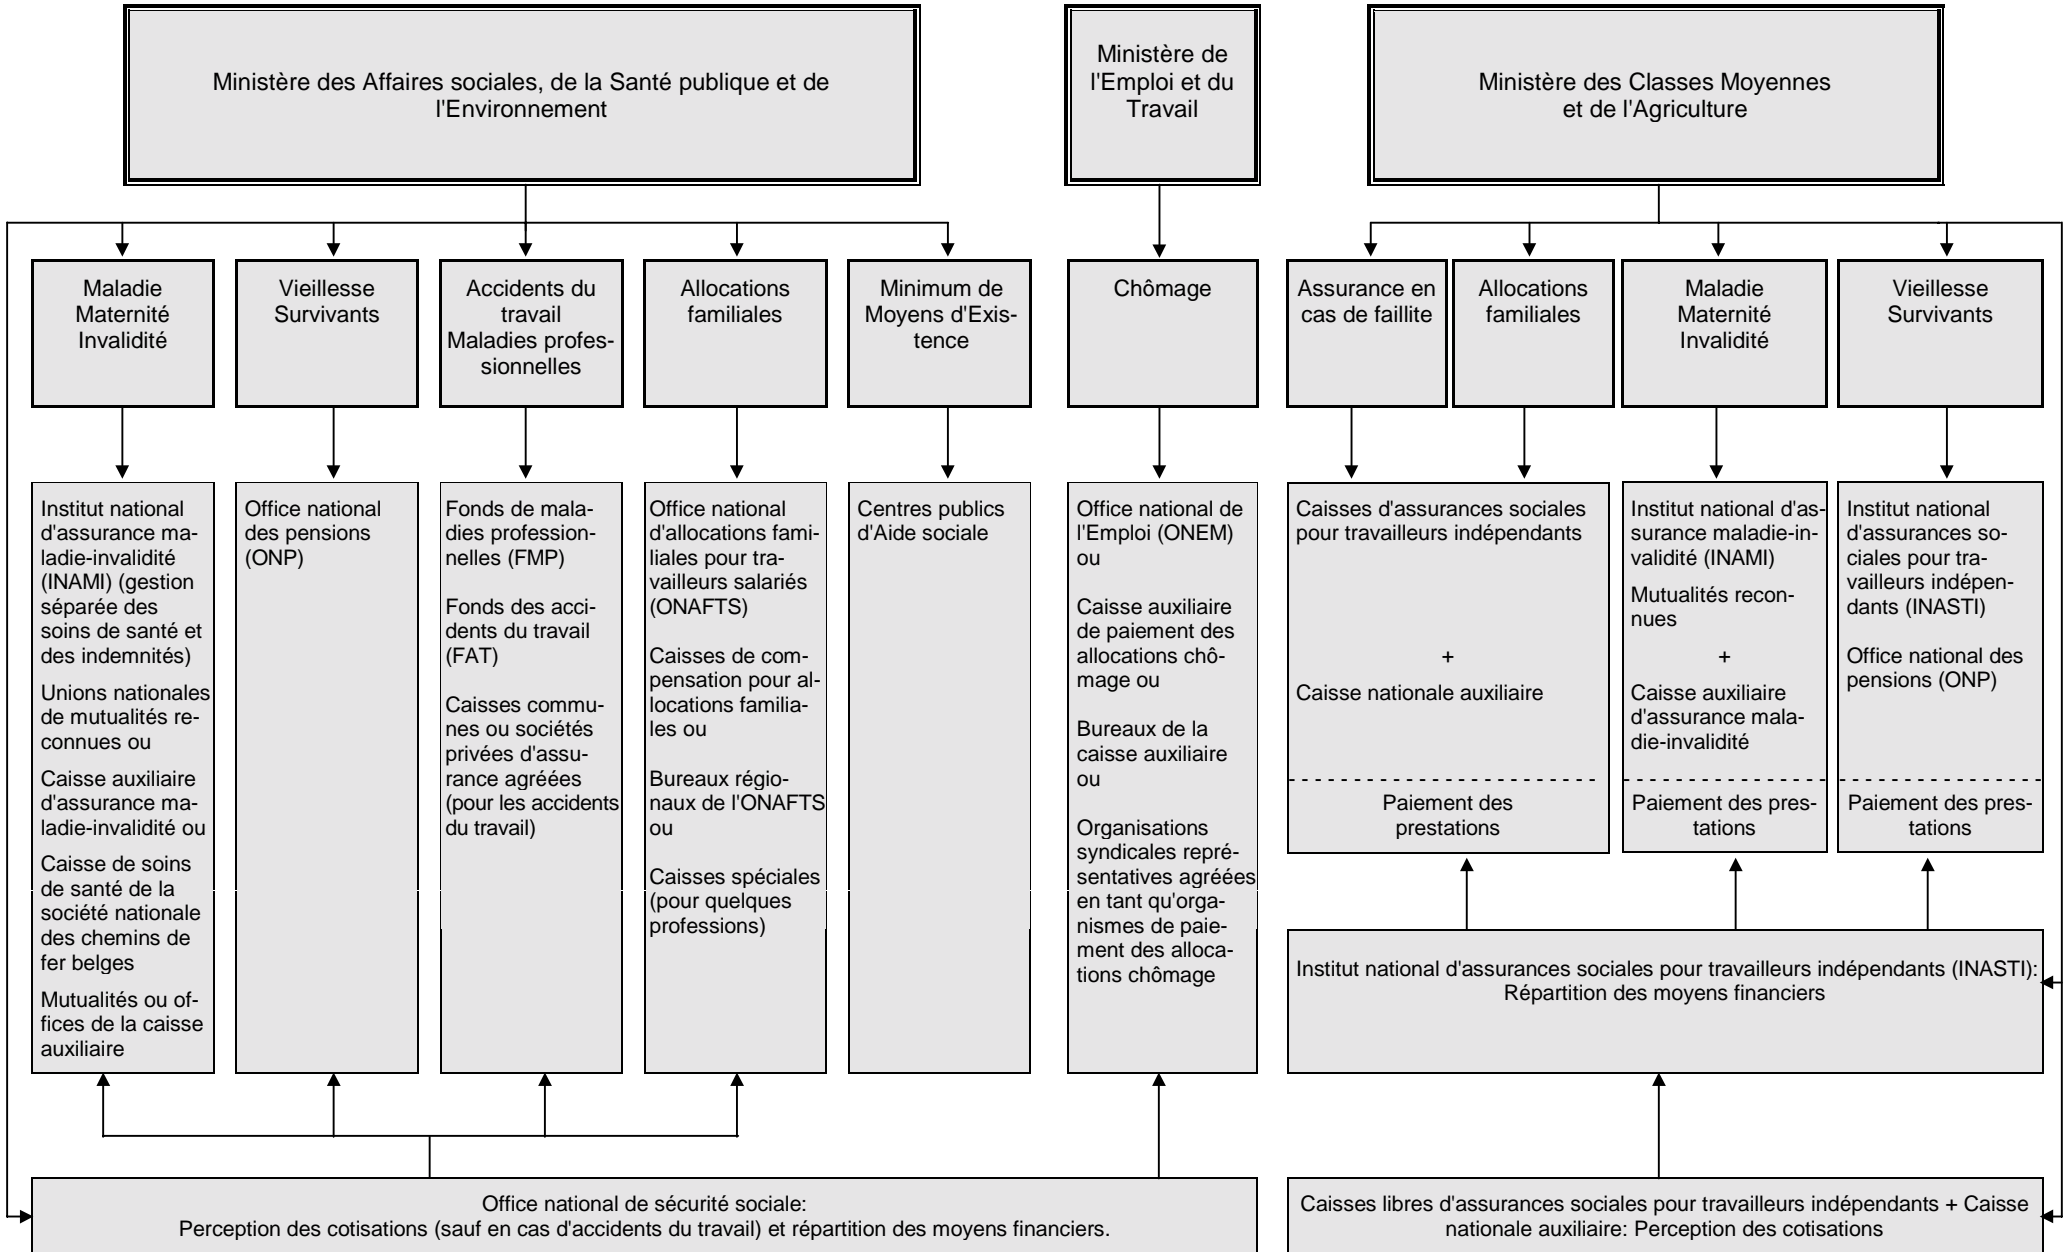 Ministère des Affaires sociales, de la Santé publique et de
l'Environnement
Ministère de
l'Emploi et du
Travail
Ministère des Classes Moyennes
et de l'Agriculture
Maladie
Maternité
Invalidité
Vieillesse
Survivants
Accidents du
travail
Maladies profes-
sionnelles
Allocations
familiales
Minimum de
Moyens d'Exis-
tence
Chômage
Assurance en
cas de faillite
Allocations
familiales
Maladie
Maternité
Invalidité
Vieillesse
Survivants
Institut national
d'assurance ma-
ladie-invalidité
(INAMI) (gestion
séparée des
soins de santé et
des indemnités)
Unions nationales
de mutualités re-
connues ou
Caisse auxiliaire
d'assurance ma-
ladie-invalidité ou
Caisse de soins
de santé de la
société nationale
des chemins de
fer belges
Mutualités ou of-
fices de la caisse
auxiliaire
Office national
des pensions
(ONP)
Fonds de mala-
dies profession-
nelles (FMP)
Fonds des acci-
dents du travail
(FAT)
Caisses commu-
nes ou sociétés
privées d'assu-
rance agréées
(pour les accidents
du travail)
Office national
d'allocations fami-
liales pour tra-
vailleurs salariés
(ONAFTS)
Caisses de com-
pensation pour al-
locations familia-
les ou
Bureaux régio-
naux de l'ONAFTS
ou
Caisses spéciales
(pour quelques
professions)
Centres publics
d'Aide sociale
Office national de
l'Emploi (ONEM)
ou
Caisse auxiliaire
de paiement des
allocations chô-
mage ou
Bureaux de la
caisse auxiliaire
ou
Organisations
syndicales repré-
sentatives agréées
en tant qu'orga-
nismes de paie-
ment des alloca-
tions chômage
Caisses d'assurances sociales
pour travailleurs indépendants
+
Caisse nationale auxiliaire
Paiement des
prestations
Institut national d'as-
surance maladie-in-
validité (INAMI)
Mutualités recon-
nues
+
Caisse auxiliaire
d'assurance mala-
die-invalidité
Paiement des pres-
tations
Institut national
d'assurances so-
ciales pour tra-
vailleurs indépen-
dants (INASTI)
Office national des
pensions (ONP)
Paiement des pres-
tations
Institut national d'assurances sociales pour travailleurs indépendants (INASTI):
Répartition des moyens financiers
Office national de sécurité sociale:
Perception des cotisations (sauf en cas d'accidents du travail) et répartition des moyens financiers.
Caisses libres d'assurances sociales pour travailleurs indépendants + Caisse
nationale auxiliaire: Perception des cotisations